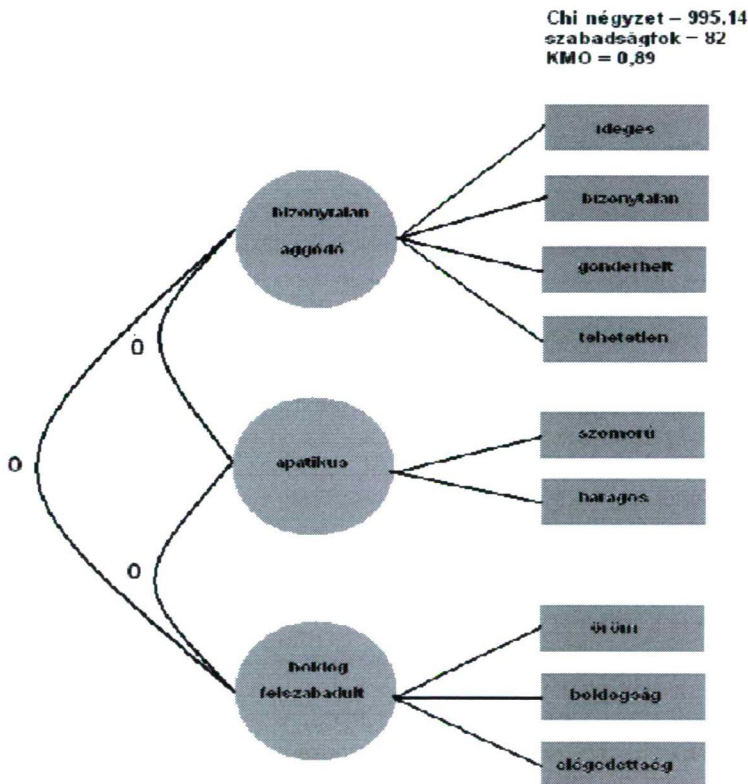 Chi négyzet – 995,14
szabadságfok – 82
KMO = 0,89
ideges
bizonytalan
aggódó
bizonytalan
gondterhelt
tehetetlen
0
szomorú
apatikus
0
haragos
0
öröm
boldog
felszabadult
boldogság
elégedettség